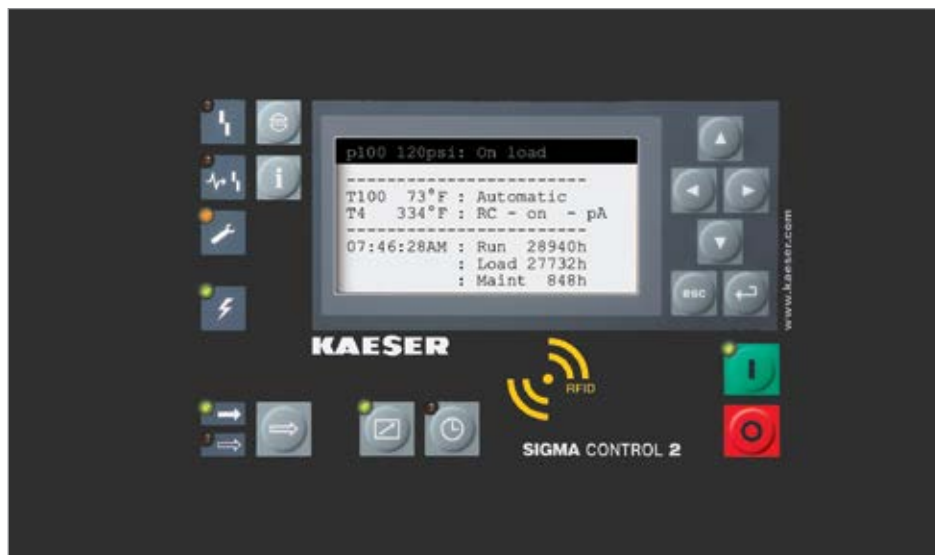 p100 120psi: On load
-------------------------
T100 73°F : Automatic
T4 334°F : RC - on - pA
-------------------------
07:46:28AM : Run 28940h
: Load 27732h
: Maint 848h
i
esc
www.kaeser.com
KAESER
RFID
I
O
SIGMA CONTROL 2